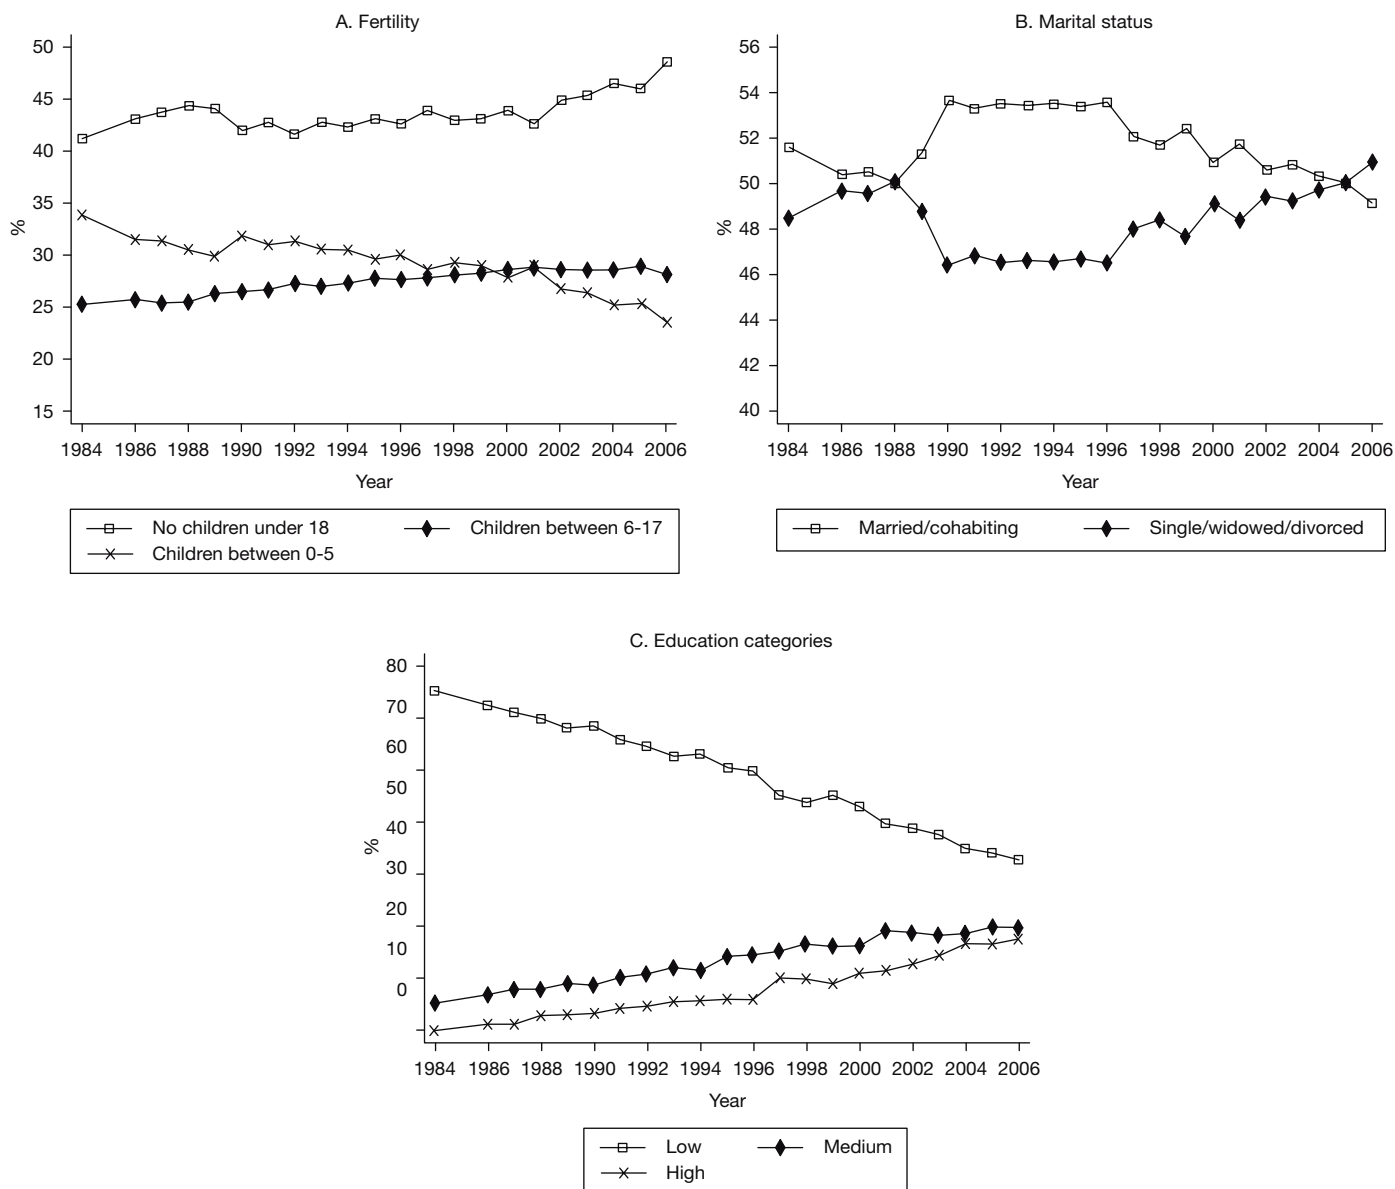 A. Fertility
50
45
40
35
30
25
20
15
%
1984 1986 1988 1990 1992 1994 1996 1998 2000 2002 2004 2006
Year
No children under 18 Children between 6-17
Children between 0-5
B. Marital status
56
54
52
50
48
46
44
42
40
%
1984 1986 1988 1990 1992 1994 1996 1998 2000 2002 2004 2006
Year
Married/cohabiting Single/widowed/divorced
C. Education categories
80
70
60
50
40
30
20
10
0
%
1984 1986 1988 1990 1992 1994 1996 1998 2000 2002 2004 2006
Year
Low Medium
High